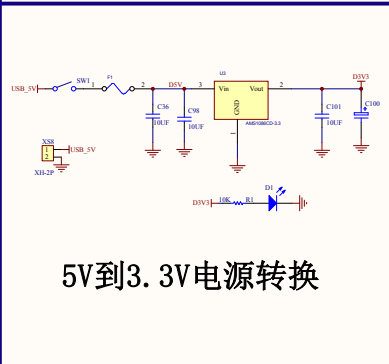 U3
SW1
F1
D5V
D3V3
USB_5V
1
2
3
Vin
Vout
2
GND
1
AMS1086CD-3.3
C36
10UF
C98
10UF
C101
10UF
C100
XS8
1
2
USB_5V
XH-2P
D3V3
10K
R1
D1
5V到3.3V电源转换